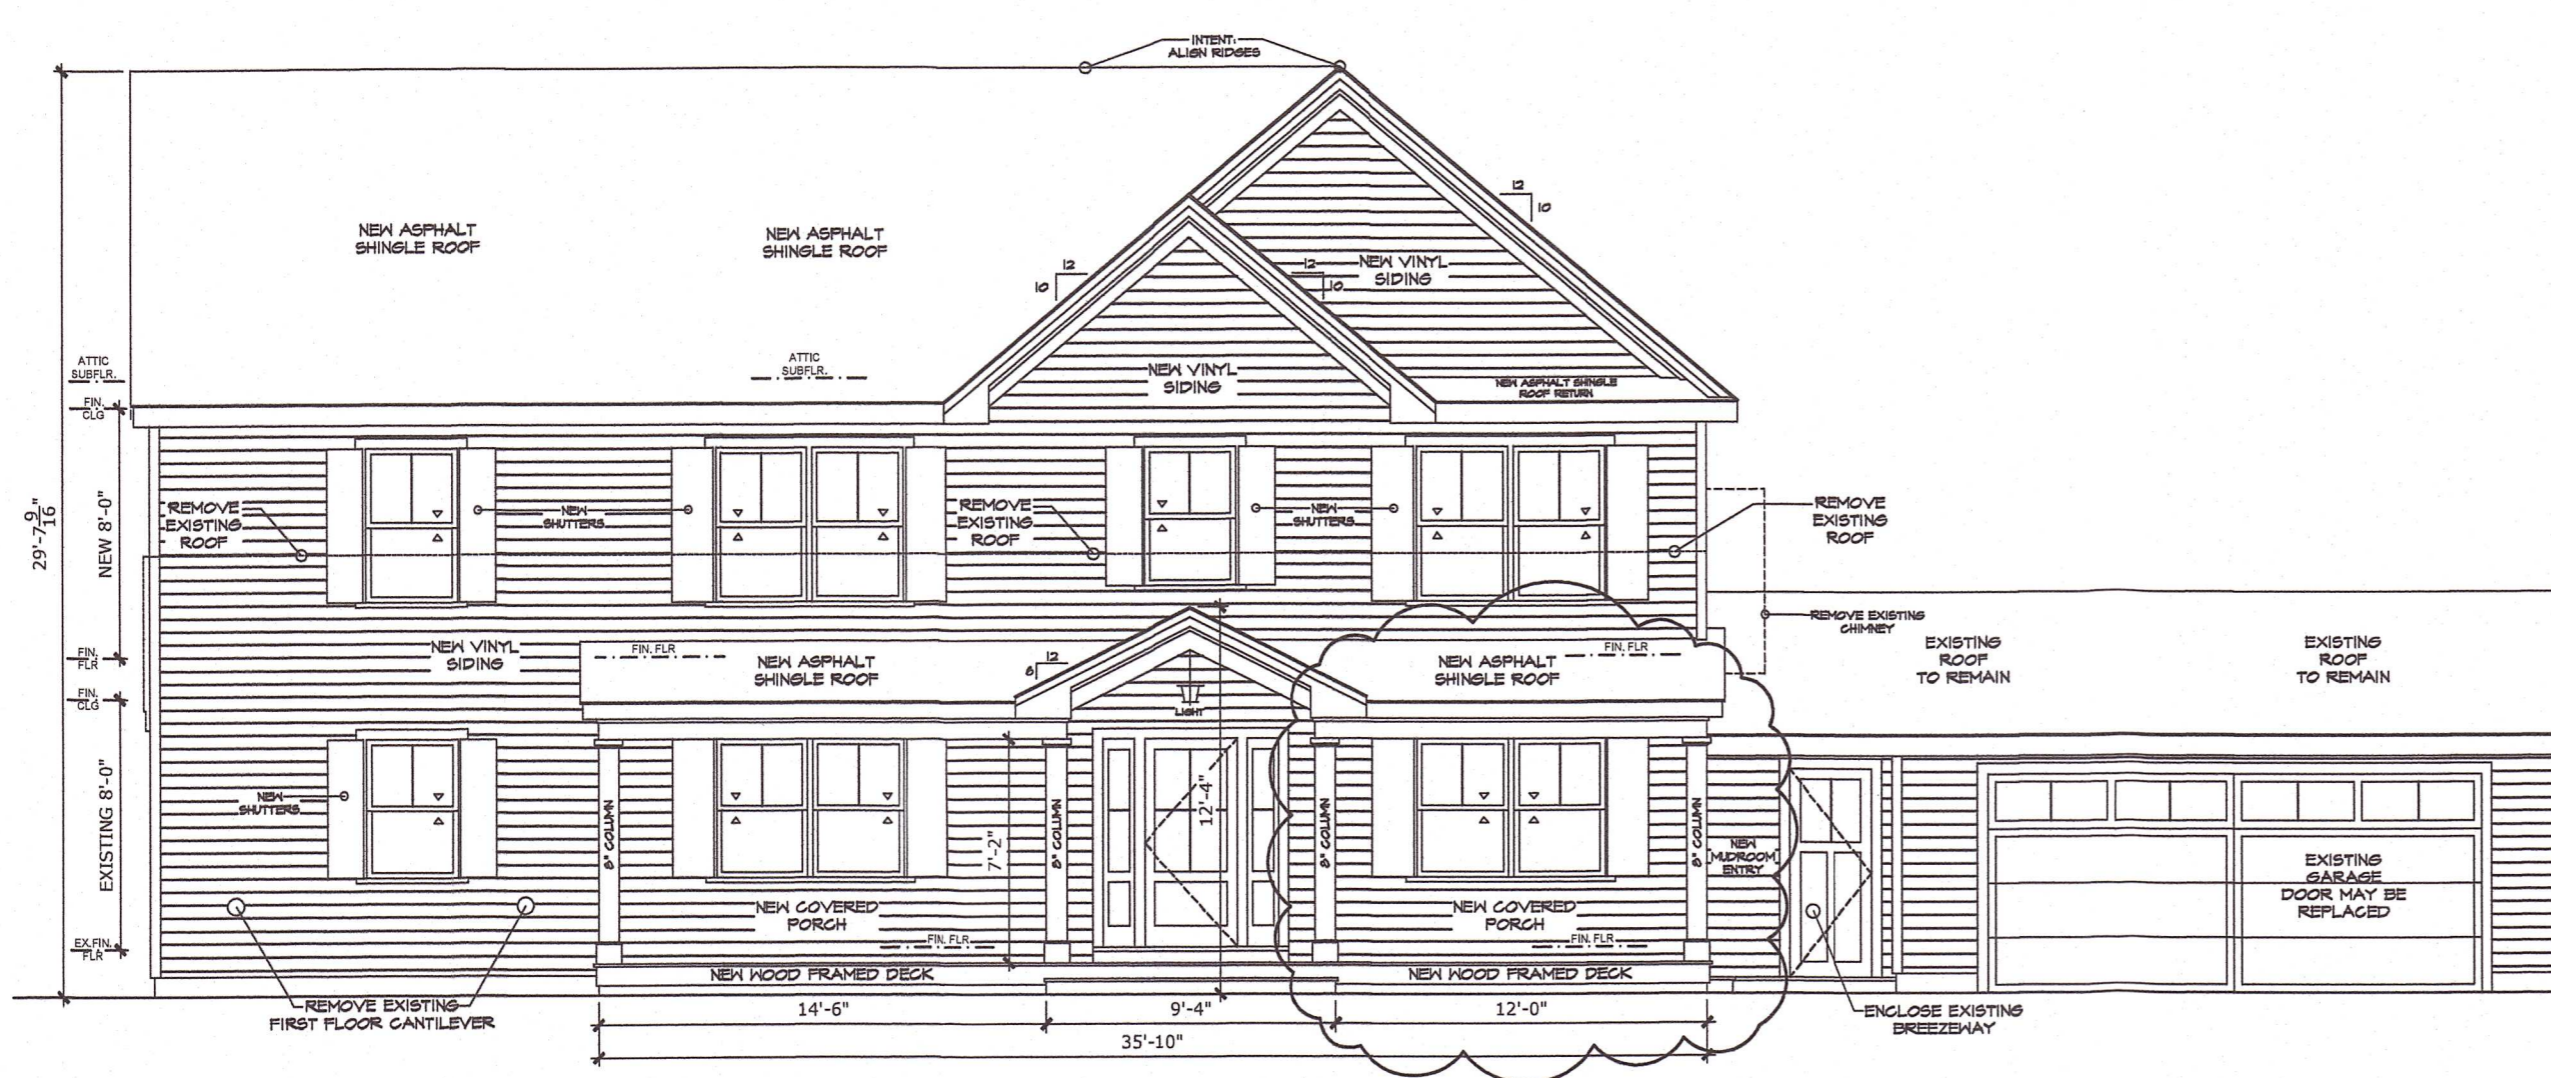 INTENT:
ALIGN RIDGES
12
10
NEW ASPHALT
SHINGLE ROOF
NEW ASPHALT
SHINGLE ROOF
12
10
12
10
NEW VINYL
SIDING
ATTIC
SUBFLR.
ATTIC
SUBFLR.
NEW VINYL
SIDING
NEW ASPHALT SHINGLE
ROOF RETURN
FIN.
CLG
29'-7 9/16"
NEW 8'-0"
REMOVE
EXISTING
ROOF
NEW
SHUTTERS
REMOVE
EXISTING
ROOF
NEW
SHUTTERS
REMOVE
EXISTING
ROOF
REMOVE EXISTING
CHIMNEY
FIN.
FLR
NEW VINYL
SIDING
FIN. FLR
NEW ASPHALT
SHINGLE ROOF
12
8
LIGHT
FIN. FLR
NEW ASPHALT
SHINGLE ROOF
EXISTING
ROOF
TO REMAIN
EXISTING
ROOF
TO REMAIN
FIN.
CLG
EXISTING 8'-0"
NEW
SHUTTERS
8" COLUMN
7'-2"
8" COLUMN
12'-4"
8" COLUMN
8" COLUMN
NEW
MUDROOM
ENTRY
EXISTING
GARAGE
DOOR MAY BE
REPLACED
NEW COVERED
PORCH
NEW COVERED
PORCH
EX.FIN.
FLR
FIN. FLR
FIN. FLR
NEW WOOD FRAMED DECK
NEW WOOD FRAMED DECK
REMOVE EXISTING
FIRST FLOOR CANTILEVER
14'-6"
9'-4"
12'-0"
ENCLOSE EXISTING
BREEZEWAY
35'-10"